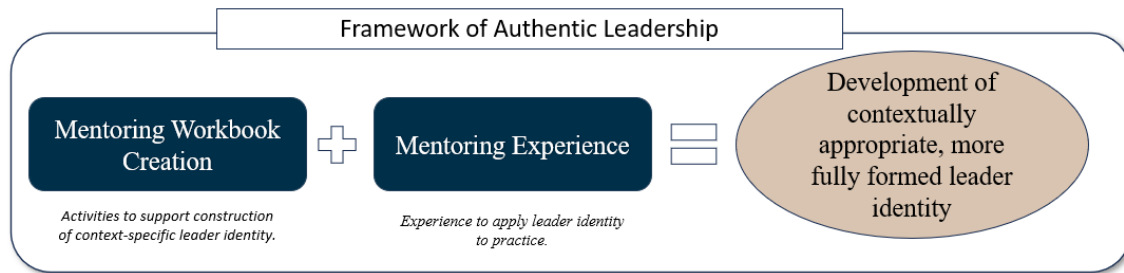 Framework of Authentic Leadership
Mentoring Workbook
Creation
Activities to support construction
of context-specific leader identity.
Mentoring Experience
Experience to apply leader identity
to practice.
Development of
contextually
appropriate, more
fully formed leader
identity